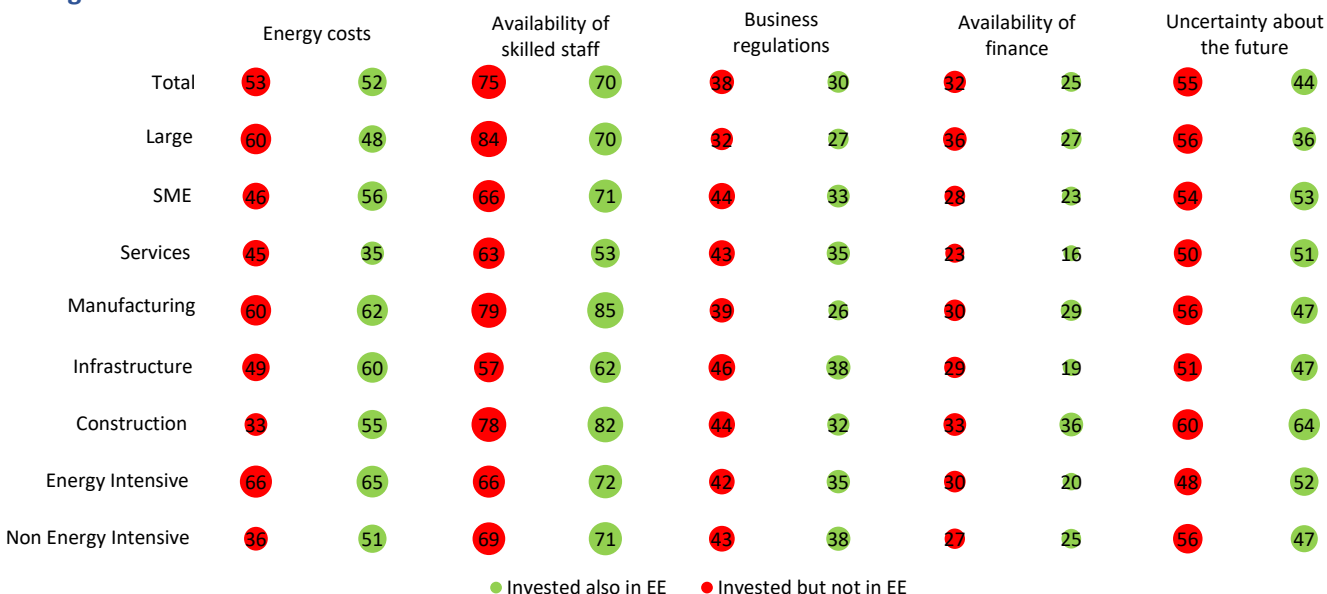 Energy costs
Availability of
skilled staff
Business
regulations
Availability of
finance
Uncertainty about
the future
Total 53 52 75 70 38 30 32 25 55 44
Large 60 48 84 70 32 27 36 27 56 36
SME 46 56 66 71 44 33 28 23 54 53
Services 45 35 63 53 43 35 23 16 50 51
Manufacturing 60 62 79 85 39 26 30 29 56 47
Infrastructure 49 60 57 62 46 38 29 19 51 47
Construction 33 55 78 82 44 32 33 36 60 64
Energy Intensive 66 65 66 72 42 35 30 20 48 52
Non Energy Intensive 36 51 69 71 43 38 27 25 56 47
Invested also in EE Invested but not in EE